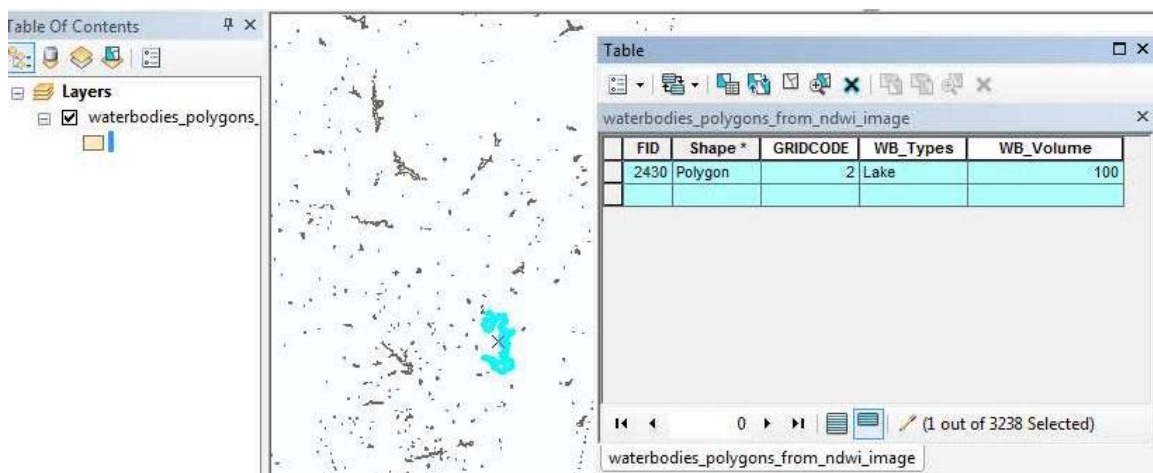 Table Of Contents
Layers
waterbodies_polygons_
Table
waterbodies_polygons_from_ndwi_image
FID Shape * GRIDCODE WB_Types WB_Volume
2430 Polygon 2 Lake 100
0 (1 out of 3238 Selected)
waterbodies_polygons_from_ndwi_image